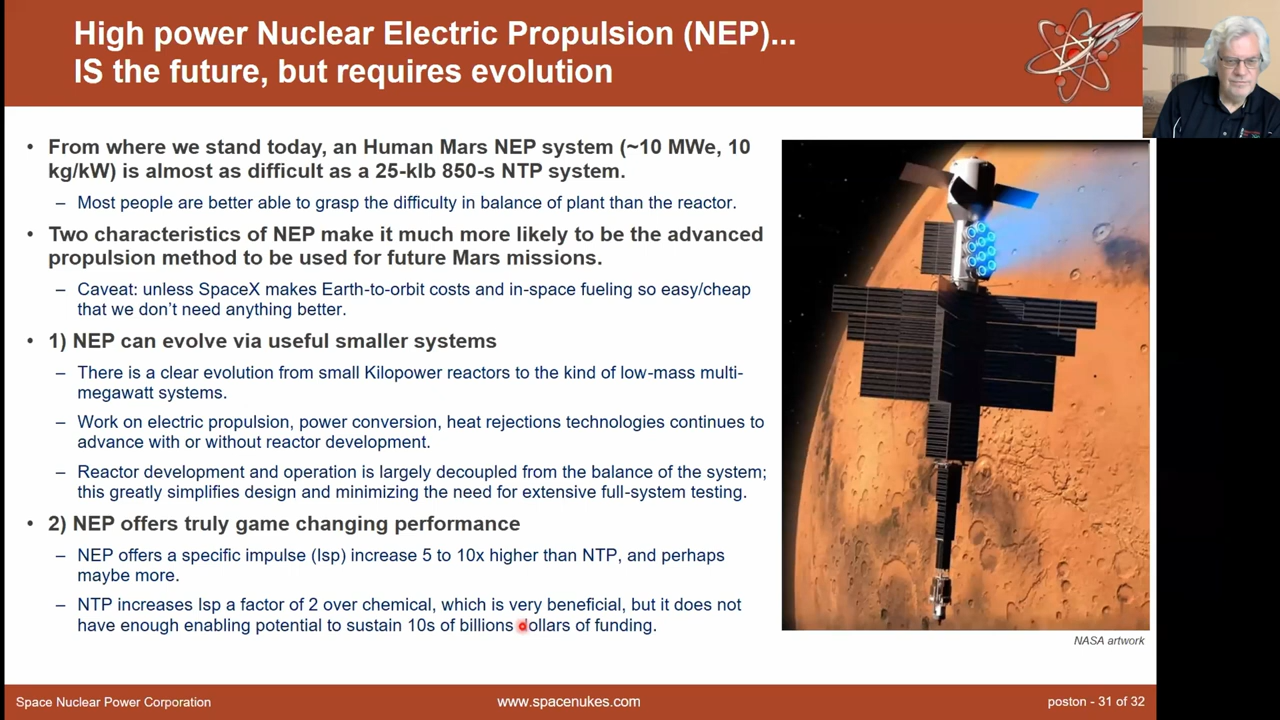 High power Nuclear Electric Propulsion (NEP)...
IS the future, but requires evolution
• From where we stand today, an Human Mars NEP system (~10 MWe, 10
kg/kW) is almost as difficult as a 25-klb 850-s NTP system.
– Most people are better able to grasp the difficulty in balance of plant than the reactor.
• Two characteristics of NEP make it much more likely to be the advanced
propulsion method to be used for future Mars missions.
– Caveat: unless SpaceX makes Earth-to-orbit costs and in-space fueling so easy/cheap
that we don't need anything better.
• 1) NEP can evolve via useful smaller systems
– There is a clear evolution from small Kilopower reactors to the kind of low-mass multi-
megawatt systems.
– Work on electric propulsion, power conversion, heat rejections technologies continues to
advance with or without reactor development.
– Reactor development and operation is largely decoupled from the balance of the system;
this greatly simplifies design and minimizing the need for extensive full-system testing.
• 2) NEP offers truly game changing performance
– NEP offers a specific impulse (Isp) increase 5 to 10x higher than NTP, and perhaps
maybe more.
– NTP increases Isp a factor of 2 over chemical, which is very beneficial, but it does not
have enough enabling potential to sustain 10s of billions dollars of funding.
NASA artwork
Space Nuclear Power Corporation
www.spacenukes.com
poston - 31 of 32